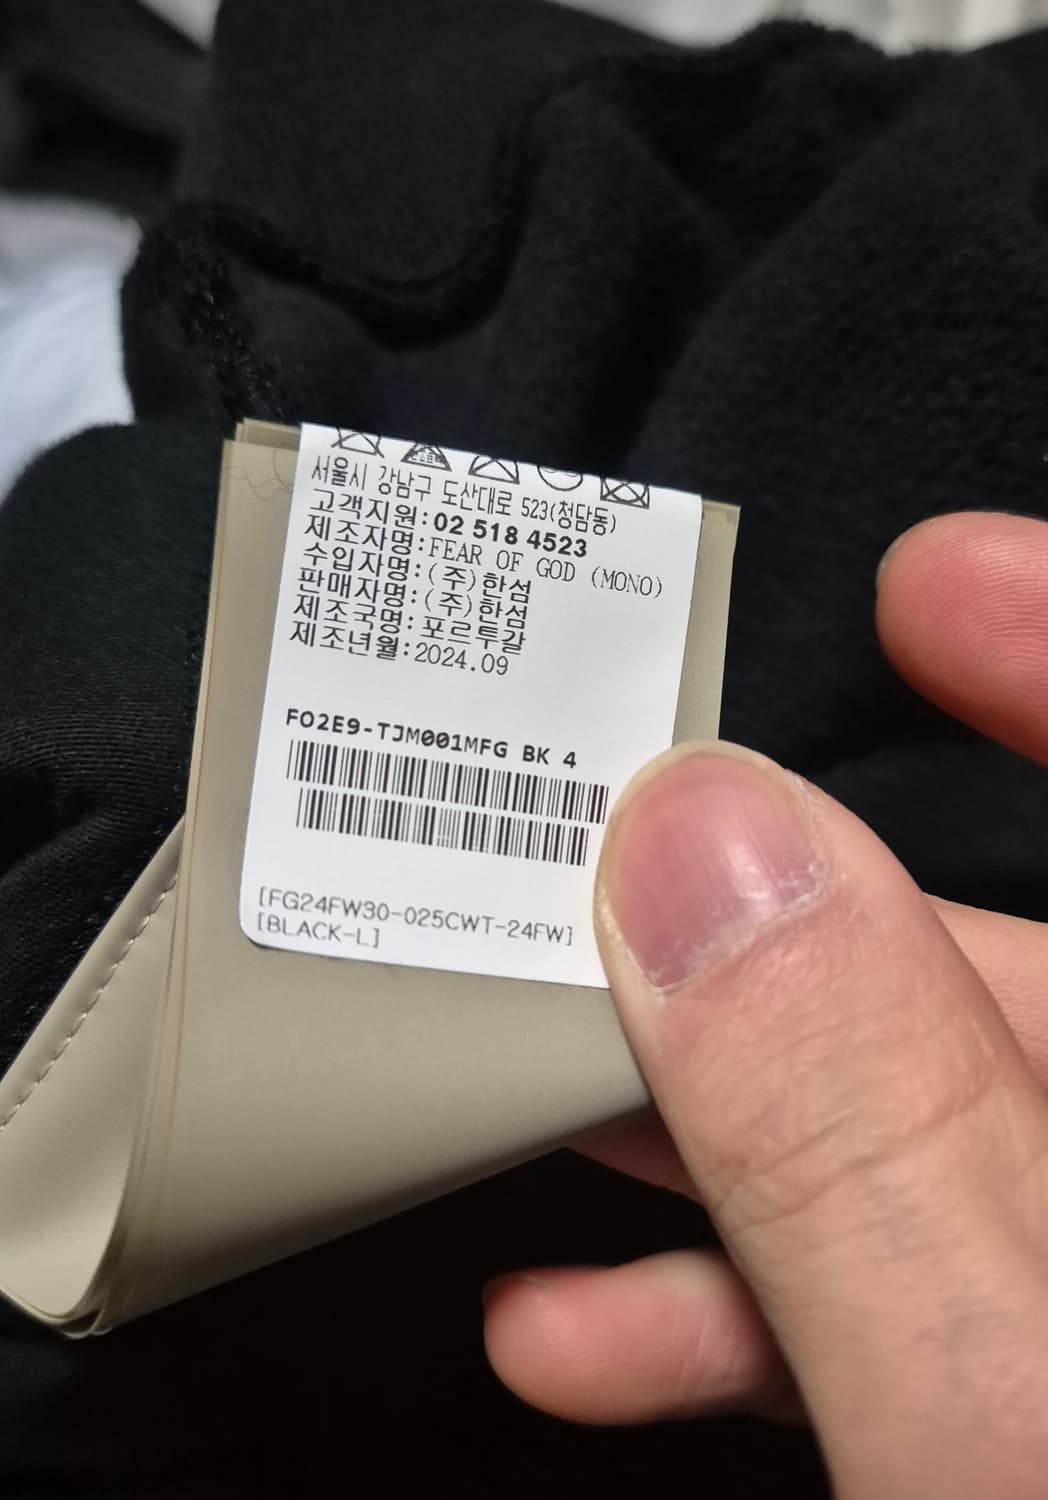 서울시 강남구 도산대로 523(청담동)
고객지원:02 518 4523
제조자명:FEAR OF GOD (MONO)
수입자명:(주)한섬
판매자명:(주)한섬
제조국명:포르투갈
제조년월:2024.09
FO2E9-TJM001MFG BK 4
[FG24FW30-025CWT-24FW]
[BLACK-L]